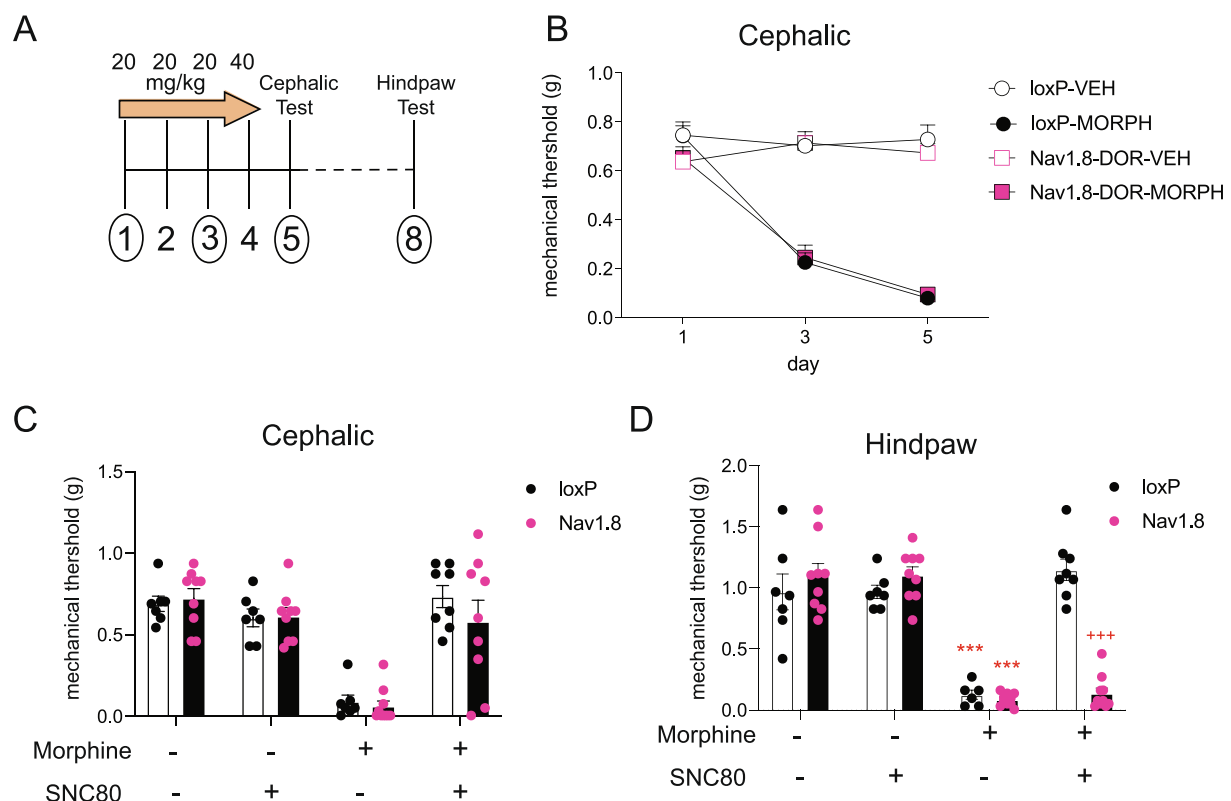 A
20 20 20 40
mg/kg
Cephalic
Test
Hindpaw
Test
1 2 3 4 5 8
B
Cephalic
mechanical thershold (g)
1.0
0.8
0.6
0.4
0.2
0.0
1 3 5
day
loxP-VEH
loxP-MORPH
Nav1.8-DOR-VEH
Nav1.8-DOR-MORPH
C
Cephalic
mechanical thershold (g)
1.5
1.0
0.5
0.0
loxP
Nav1.8
Morphine - - + +
SNC80 - + - +
D
Hindpaw
mechanical thershold (g)
2.0
1.5
1.0
0.5
0.0
*** *** +++
loxP
Nav1.8
Morphine - - + +
SNC80 - + - +